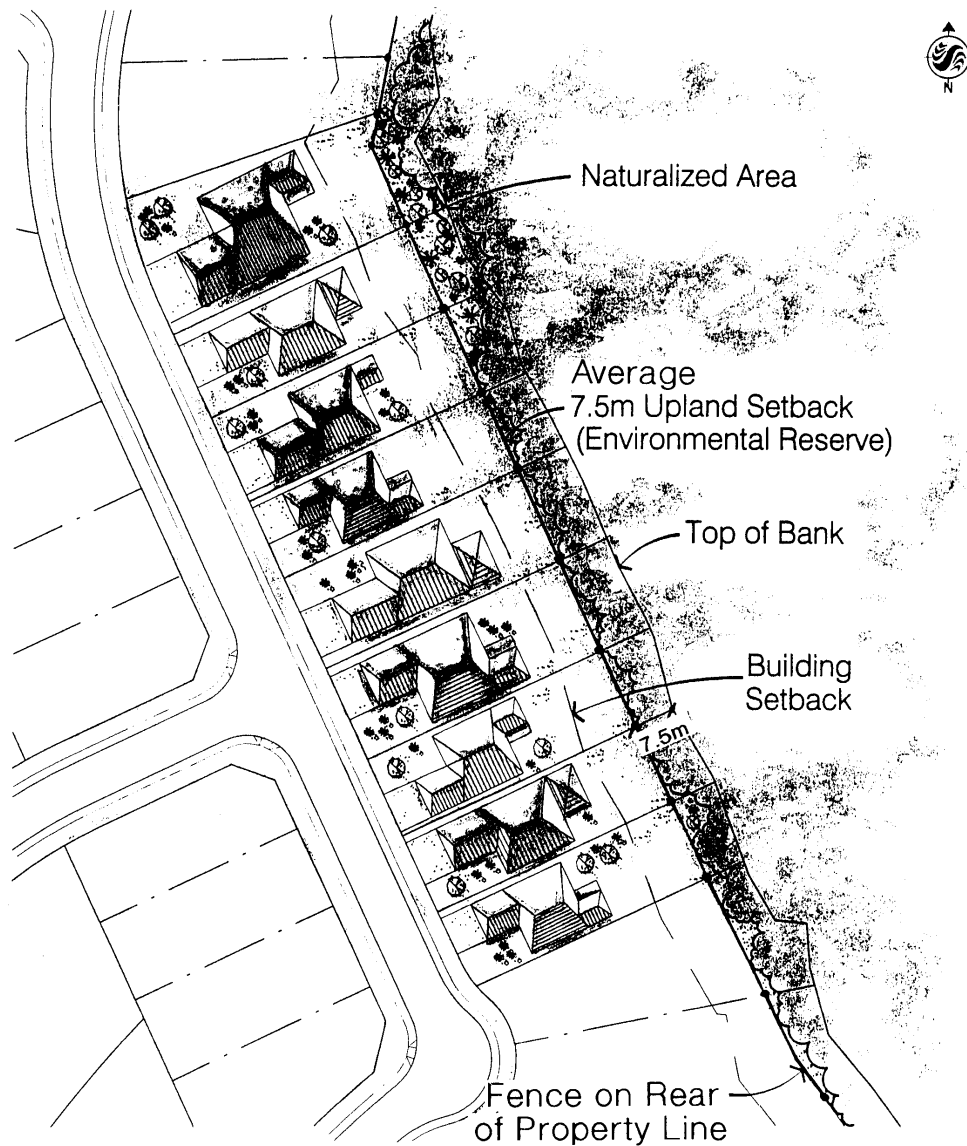 N
Naturalized Area
Average
7.5m Upland Setback
(Environmental Reserve)
Top of Bank
Building
Setback
7.5m
Fence on Rear
of Property Line